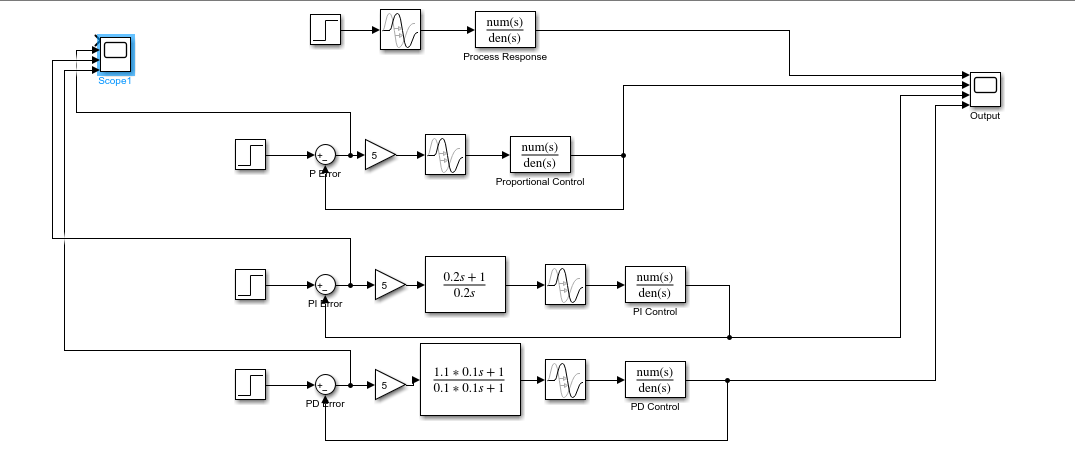 num(s)
den(s)
Process Response
Scope1
Output
+
−
5
num(s)
den(s)
P Error
Proportional Control
+
−
5
0.2s + 1
0.2s
num(s)
den(s)
PI Error
PI Control
+
−
5
1.1 * 0.1s + 1
0.1 * 0.1s + 1
num(s)
den(s)
PD Error
PD Control